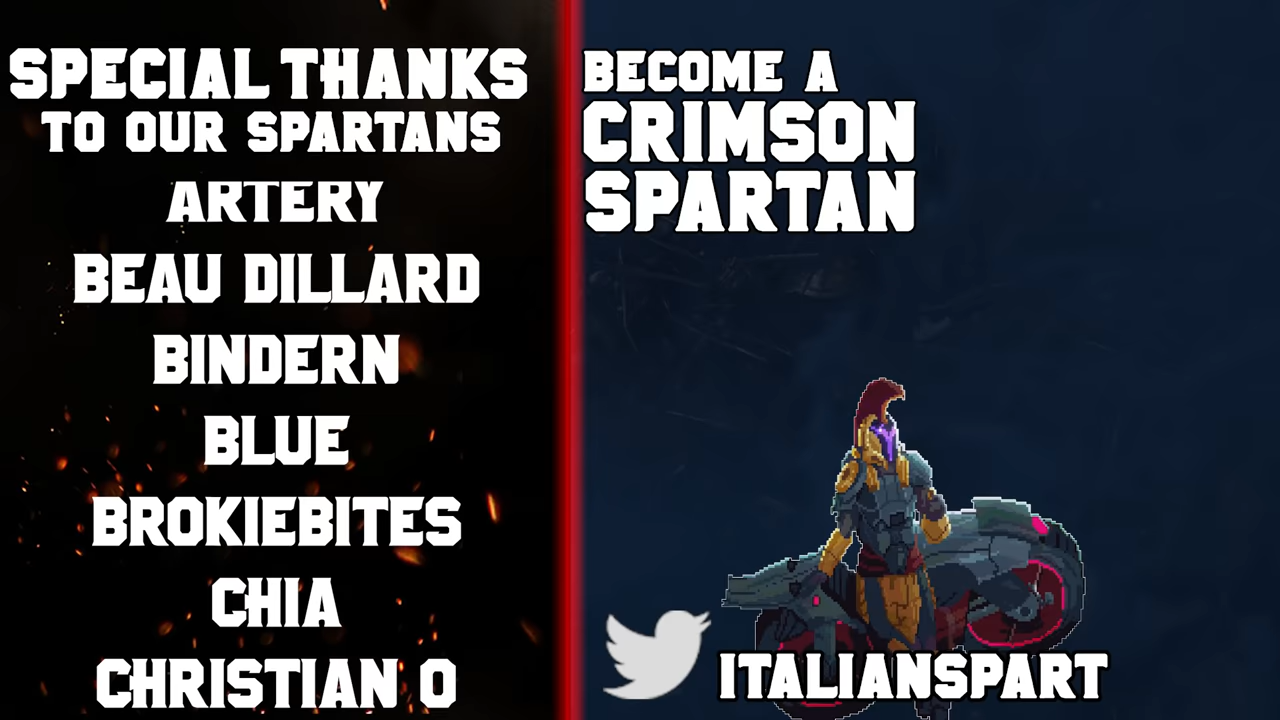 SPECIAL THANKS
TO OUR SPARTANS
ARTERY
BEAU DILLARD
BINDERN
BLUE
BROKIEBITES
CHIA
CHRISTIAN O
BECOME A
CRIMSON
SPARTAN
ITALIANSPART